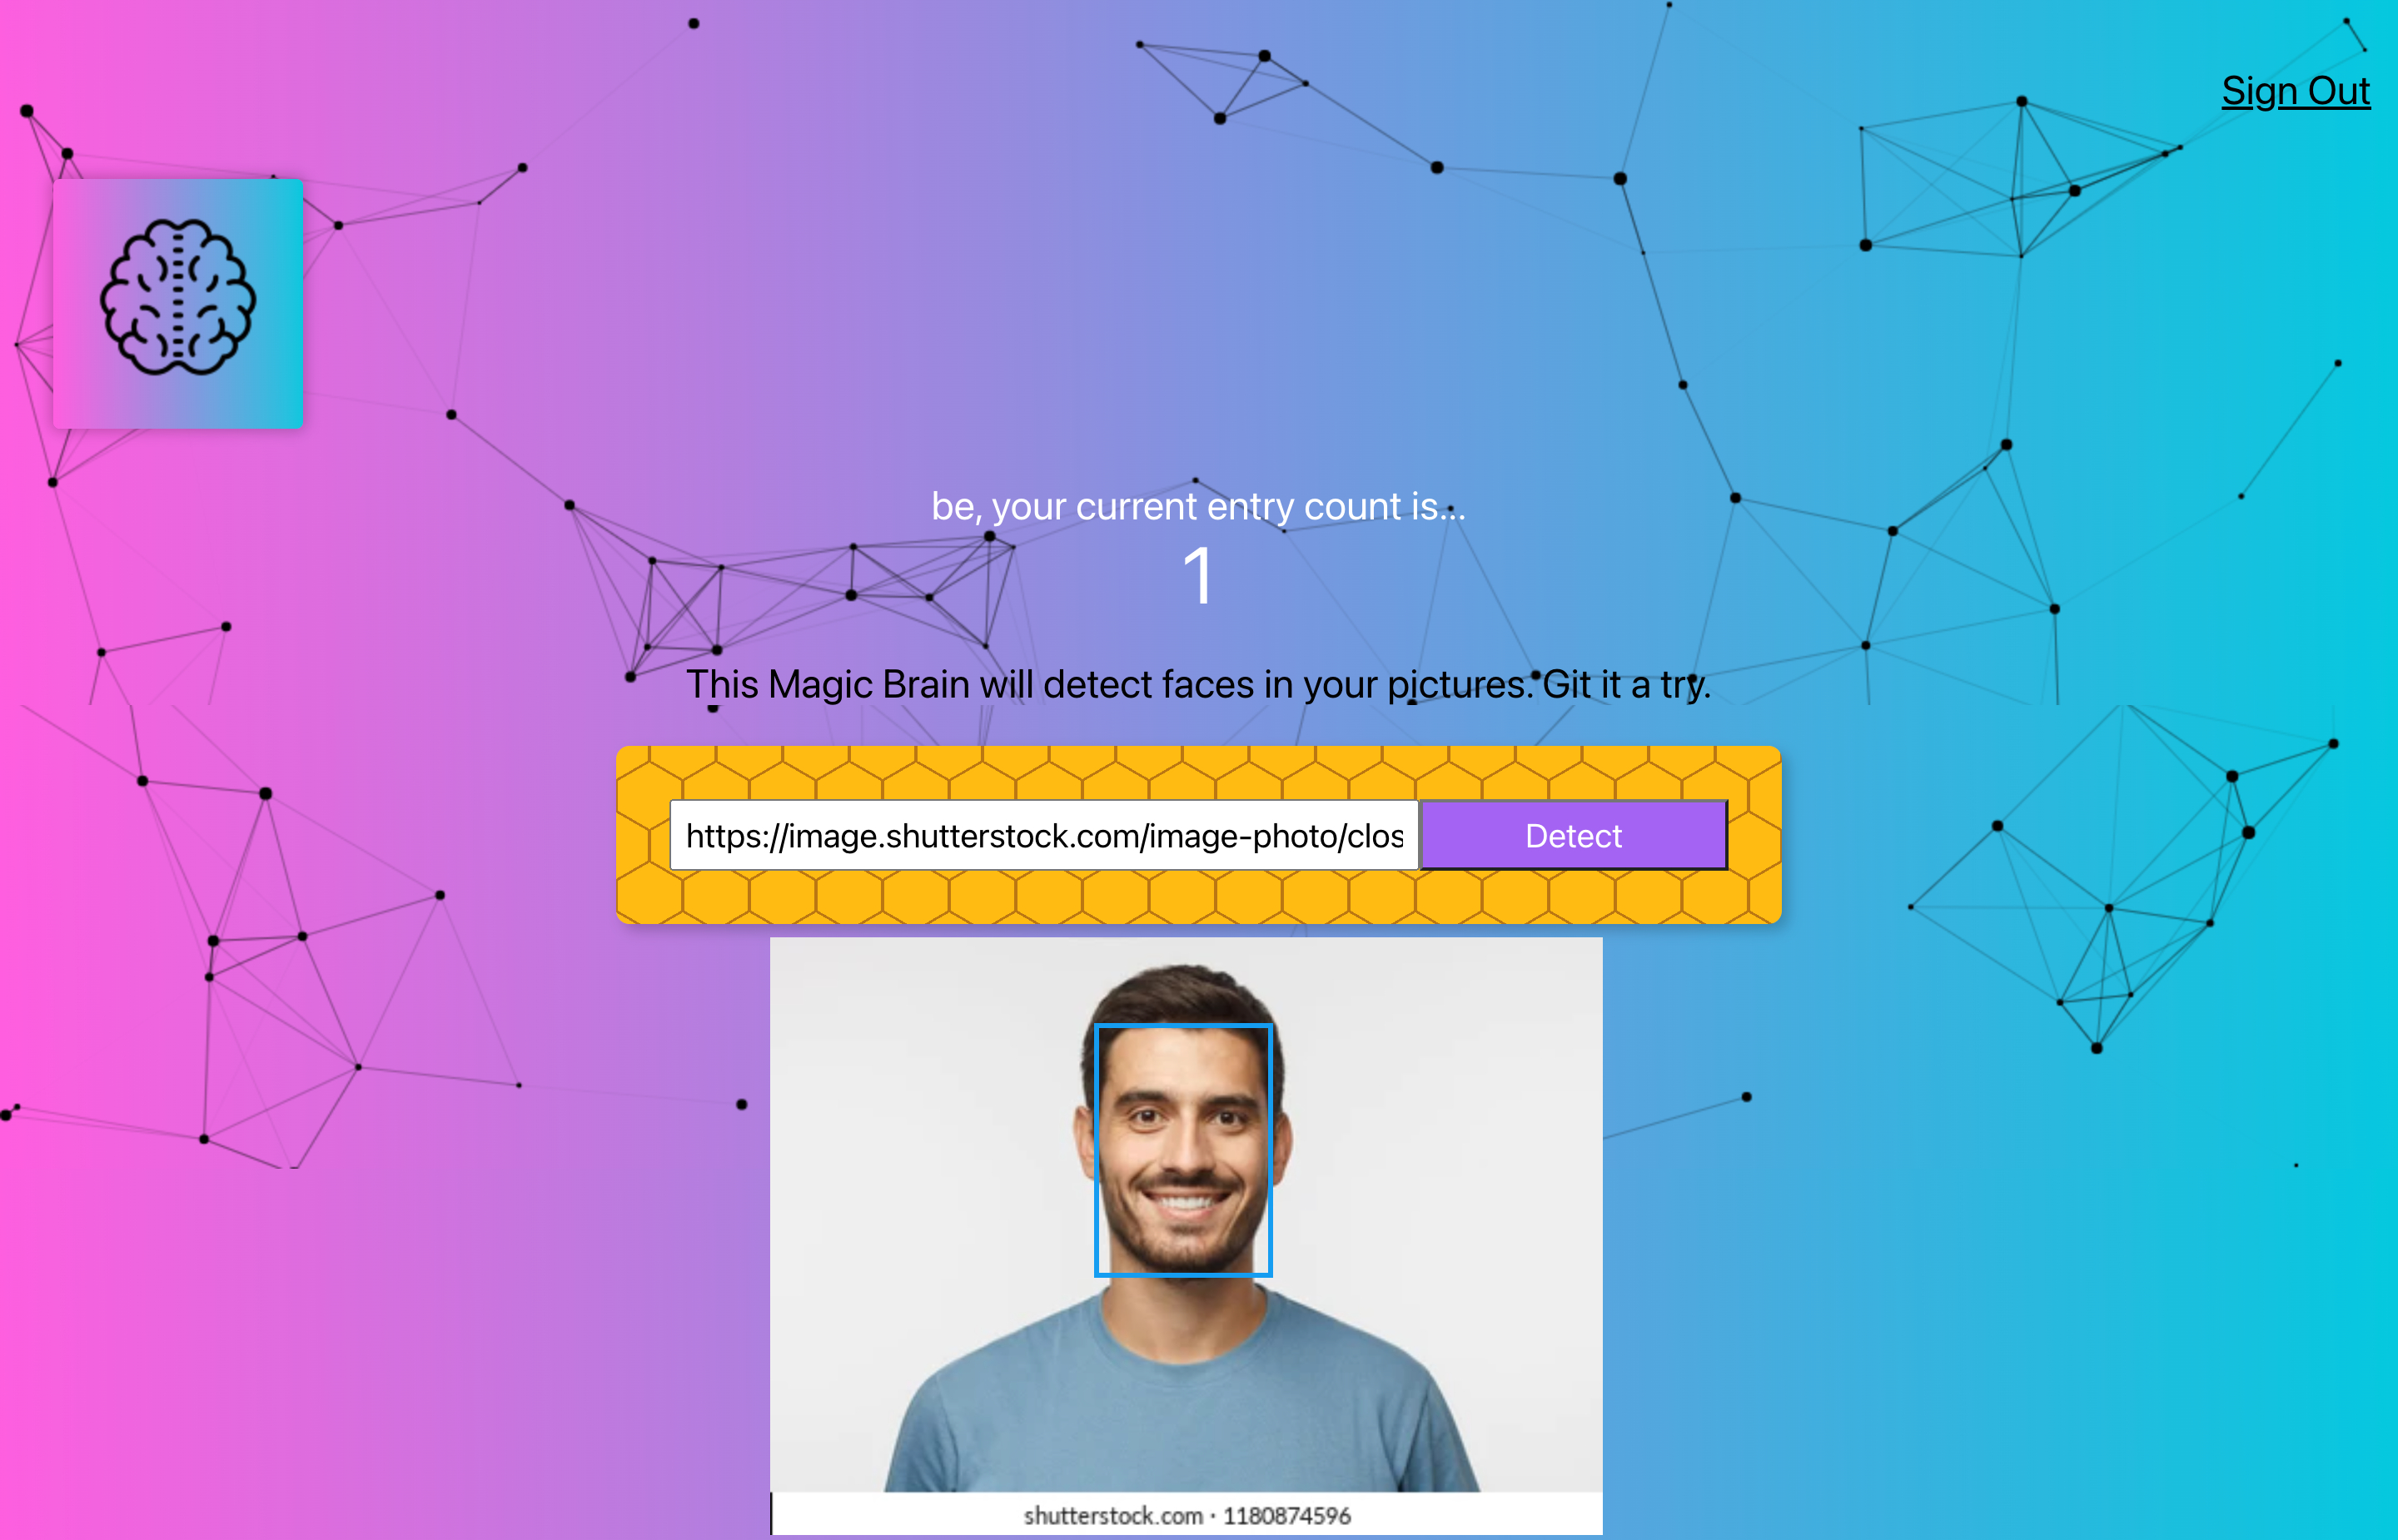 Sign Out
be, your current entry count is...
1
This Magic Brain will detect faces in your pictures. Git it a try.
https://image.shutterstock.com/image-photo/clos
Detect
shutterstock.com · 1180874596